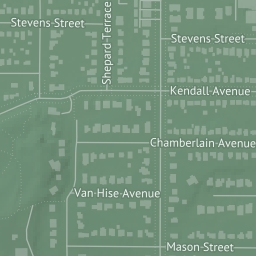 Stevens Street
Shepard Terrace
Stevens Street
Kendall Avenue
Chamberlain Avenue
Van Hise Avenue
Mason Street